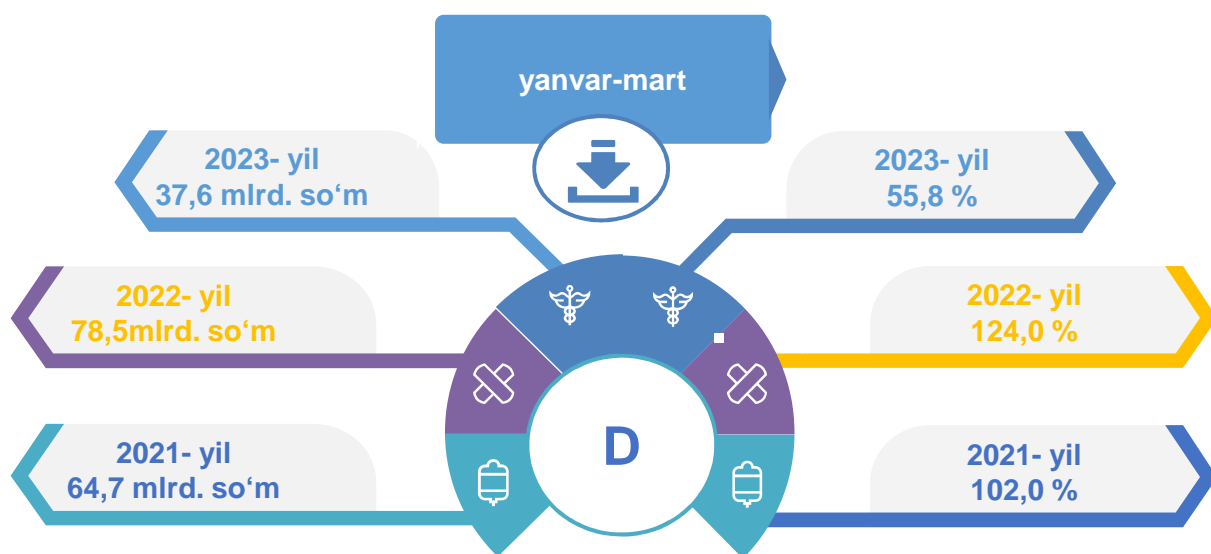 yanvar-mart
2023- yil
37,6 mlrd. so‘m
2023- yil
55,8 %
2022- yil
78,5mlrd. so‘m
2022- yil
124,0 %
D
2021- yil
64,7 mlrd. so‘m
2021- yil
102,0 %